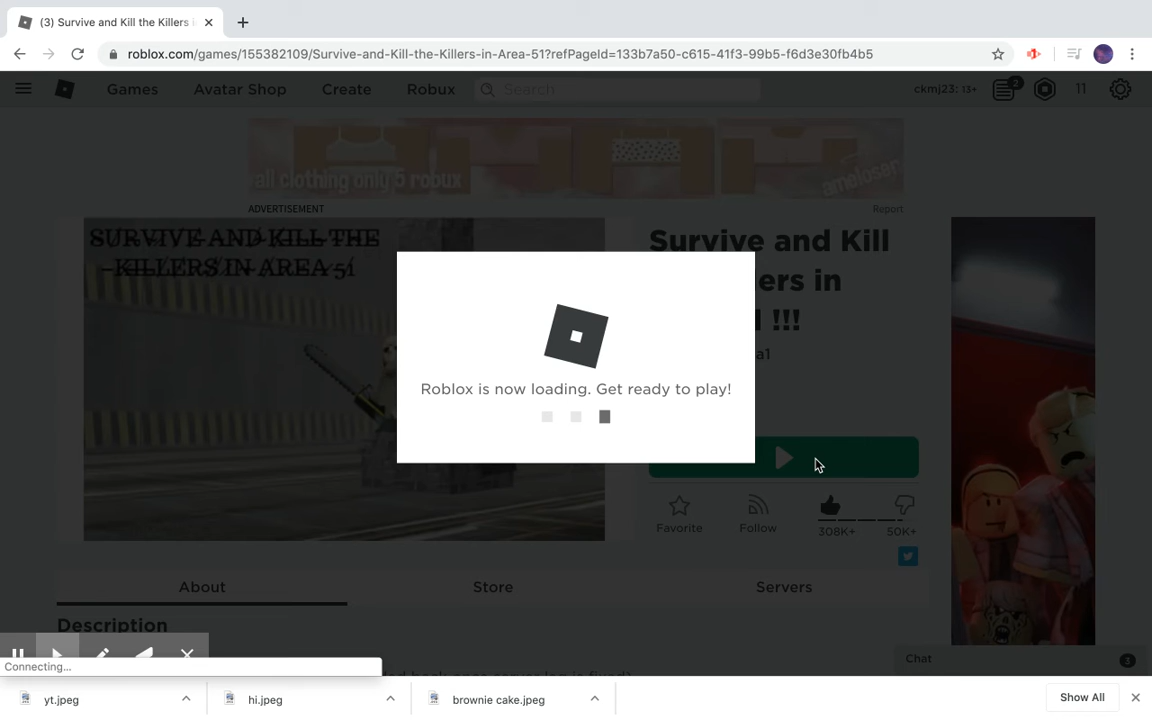 (3) Survive and Kill the Killers i
roblox.com/games/155382109/Survive-and-Kill-the-Killers-in-Area-51?refPageId=133b7a50-c615-41f3-99b5-f6d3e30fb4b5
Games Avatar Shop Create Robux Search ckmj23: 13+ 2 11
all clothing only 5 robux ameloser
ADVERTISEMENT Report
SURVIVE AND KILL THE
KILLERS IN AREA 51
Survive and Kill
ers in
!!!
a1
Roblox is now loading. Get ready to play!
Favorite Follow 308K+ 50K+
About Store Servers
Description
Connecting...
Chat 3
yt.jpeg hi.jpeg brownie cake.jpeg Show All